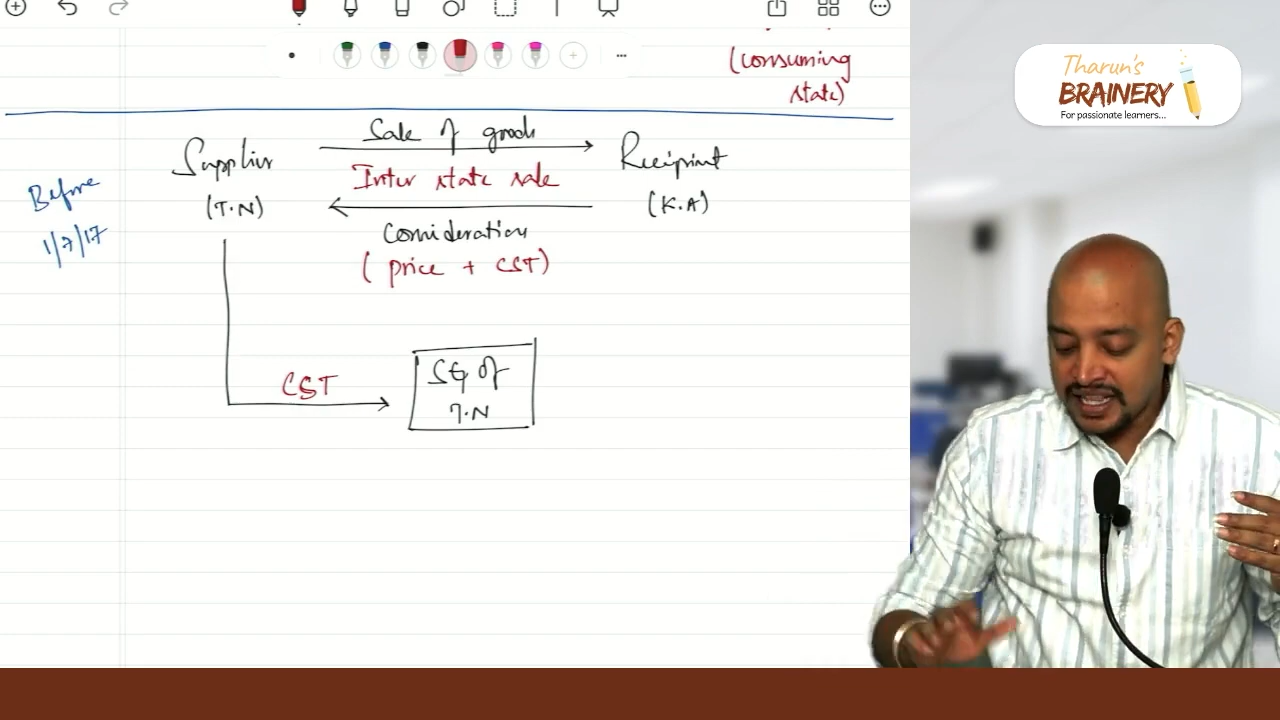 (consuming
state)
Tharun's
BRAINERY
For passionate learners...
Before
1/7/17
Supplier
(T.N)
Sale of goods
Inter state sale
Consideration
( price + CST)
Recipient
(K.A)
CST
SG of
T.N